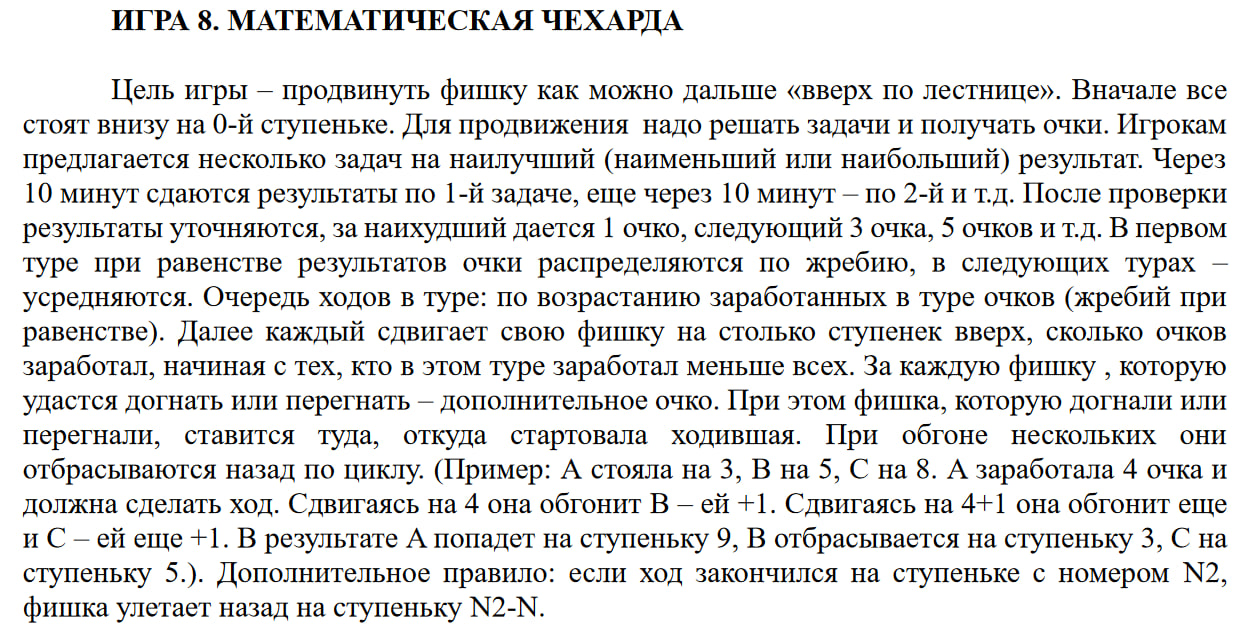 ИГРА 8. МАТЕМАТИЧЕСКАЯ ЧЕХАРДА
Цель игры – продвинуть фишку как можно дальше «вверх по лестнице». Вначале все
стоят внизу на 0-й ступеньке. Для продвижения надо решать задачи и получать очки. Игрокам
предлагается несколько задач на наилучший (наименьший или наибольший) результат. Через
10 минут сдаются результаты по 1-й задаче, еще через 10 минут – по 2-й и т.д. После проверки
результаты уточняются, за наихудший дается 1 очко, следующий 3 очка, 5 очков и т.д. В первом
туре при равенстве результатов очки распределяются по жребию, в следующих турах –
усредняются. Очередь ходов в туре: по возрастанию заработанных в туре очков (жребий при
равенстве). Далее каждый сдвигает свою фишку на столько ступенек вверх, сколько очков
заработал, начиная с тех, кто в этом туре заработал меньше всех. За каждую фишку , которую
удастся догнать или перегнать – дополнительное очко. При этом фишка, которую догнали или
перегнали, ставится туда, откуда стартовала ходившая. При обгоне нескольких они
отбрасываются назад по циклу. (Пример: А стояла на 3, В на 5, С на 8. А заработала 4 очка и
должна сделать ход. Сдвигаясь на 4 она обгонит В – ей +1. Сдвигаясь на 4+1 она обгонит еще
и С – ей еще +1. В результате А попадет на ступеньку 9, В отбрасывается на ступеньку 3, С на
ступеньку 5.). Дополнительное правило: если ход закончился на ступеньке с номером N2,
фишка улетает назад на ступеньку N2-N.